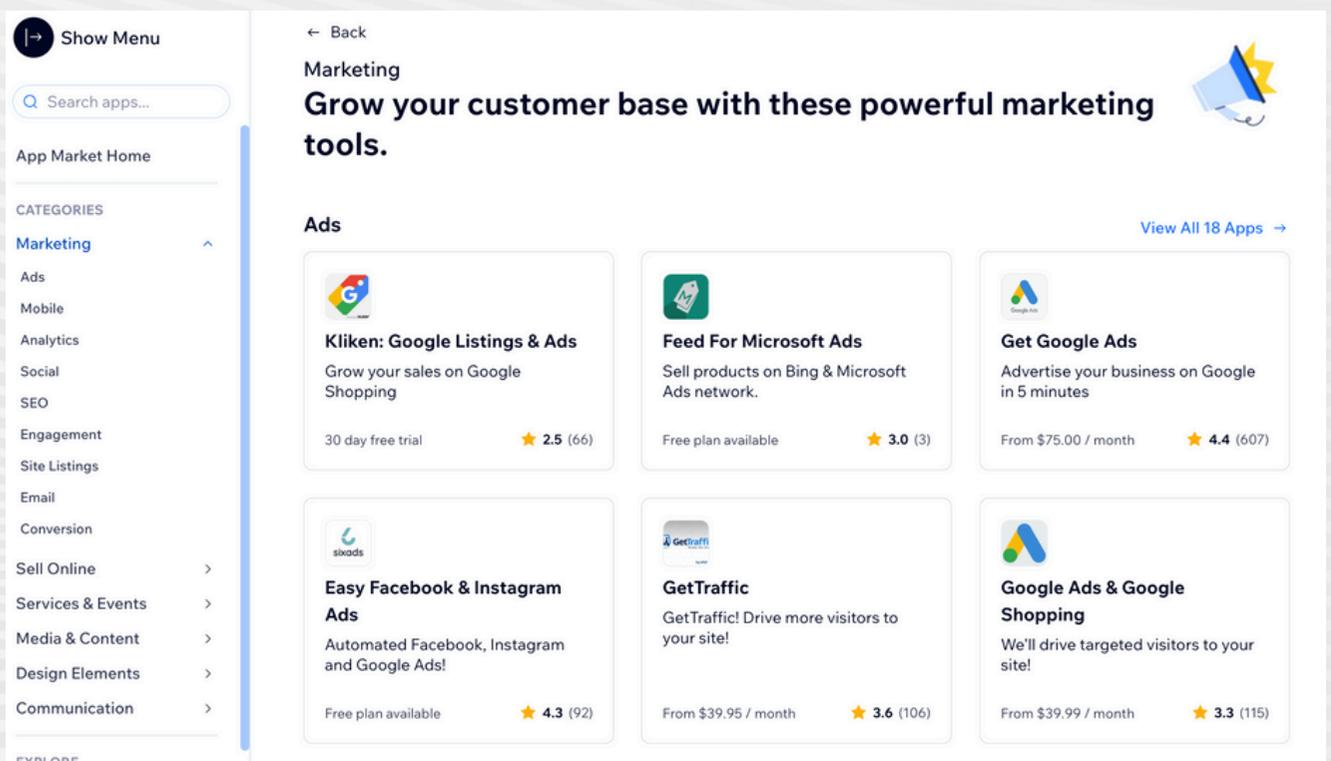 Show Menu
Search apps...
App Market Home
CATEGORIES
Marketing
Ads
Mobile
Analytics
Social
SEO
Engagement
Site Listings
Email
Conversion
Sell Online
Services & Events
Media & Content
Design Elements
Communication
EXPLORE
Back
Marketing
Grow your customer base with these powerful marketing
tools.
Ads
View All 18 Apps
Kliken: Google Listings & Ads
Grow your sales on Google
Shopping
30 day free trial
2.5 (66)
Feed For Microsoft Ads
Sell products on Bing & Microsoft
Ads network.
Free plan available
3.0 (3)
Google Ads
Get Google Ads
Advertise your business on Google
in 5 minutes
From $75.00 / month
4.4 (607)
sixads
Easy Facebook & Instagram
Ads
Automated Facebook, Instagram
and Google Ads!
Free plan available
4.3 (92)
GetTraffi
GetTraffic
GetTraffic! Drive more visitors to
your site!
From $39.95 / month
3.6 (106)
Google Ads & Google
Shopping
We'll drive targeted visitors to your
site!
From $39.99 / month
3.3 (115)